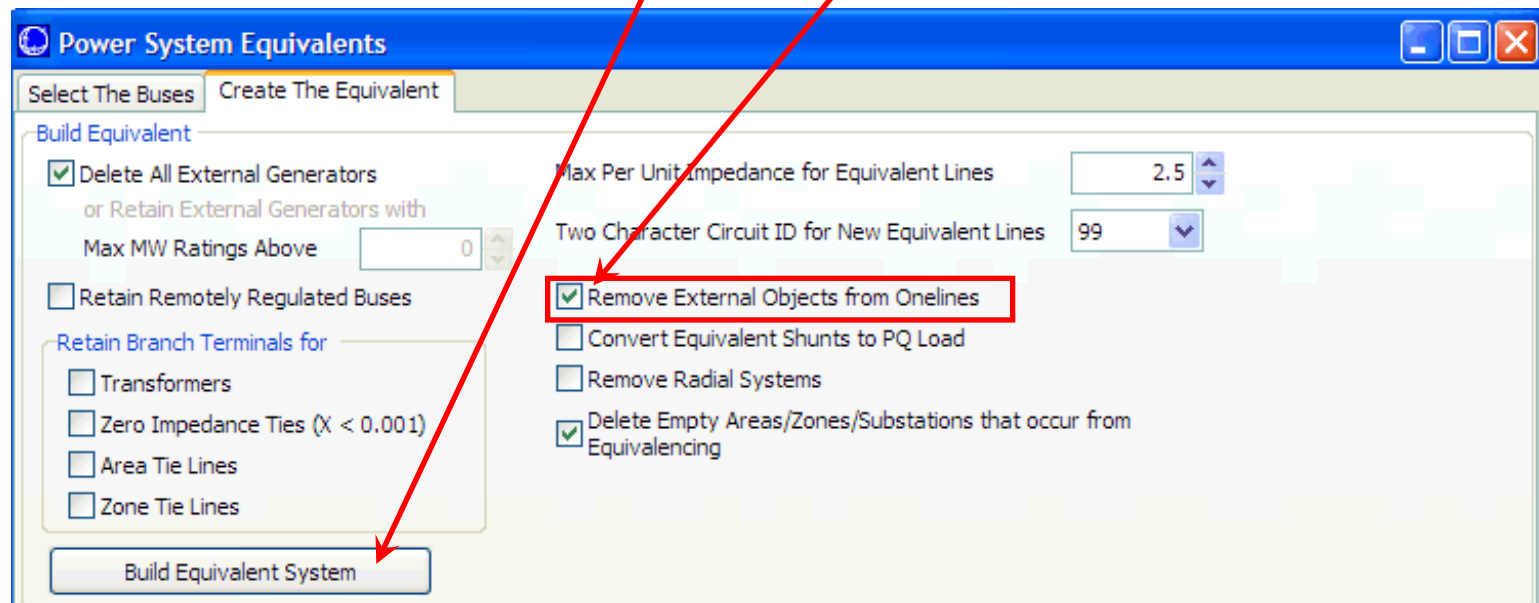 Power System Equivalents
Select The Buses
Create The Equivalent
Build Equivalent
Delete All External Generators
or Retain External Generators with
Max MW Ratings Above
0
Retain Remotely Regulated Buses
Retain Branch Terminals for
Transformers
Zero Impedance Ties (X < 0.001)
Area Tie Lines
Zone Tie Lines
Build Equivalent System
Max Per Unit Impedance for Equivalent Lines
2.5
Two Character Circuit ID for New Equivalent Lines
99
Remove External Objects from Onelines
Convert Equivalent Shunts to PQ Load
Remove Radial Systems
Delete Empty Areas/Zones/Substations that occur from
Equivalencing